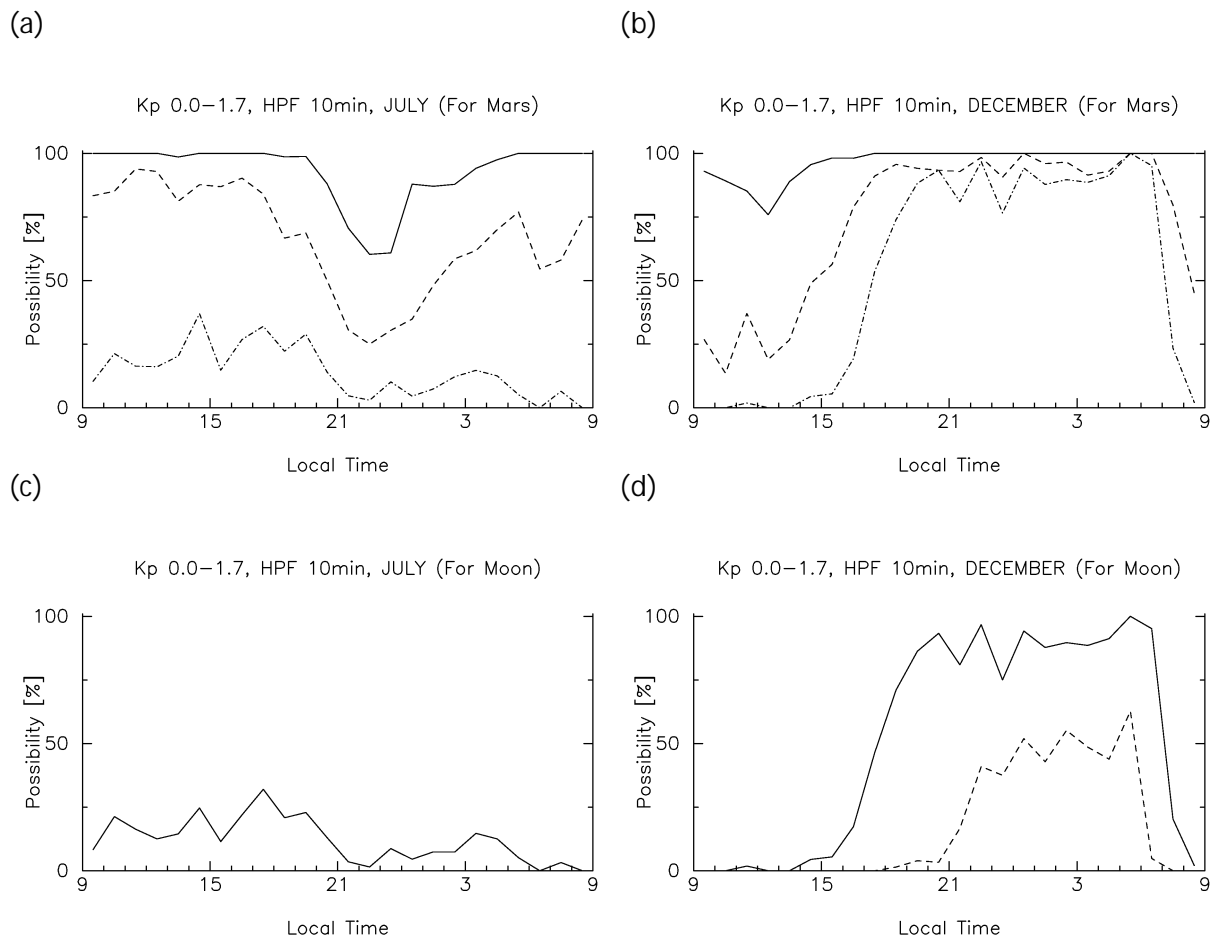 (a)
Kp 0.0−1.7, HPF 10min, JULY (For Mars)
100
50
0
Possibility [%]
9 15 21 3 9
Local Time
(b)
Kp 0.0−1.7, HPF 10min, DECEMBER (For Mars)
100
50
0
Possibility [%]
9 15 21 3 9
Local Time
(c)
Kp 0.0−1.7, HPF 10min, JULY (For Moon)
100
50
0
Possibility [%]
9 15 21 3 9
Local Time
(d)
Kp 0.0−1.7, HPF 10min, DECEMBER (For Moon)
100
50
0
Possibility [%]
9 15 21 3 9
Local Time